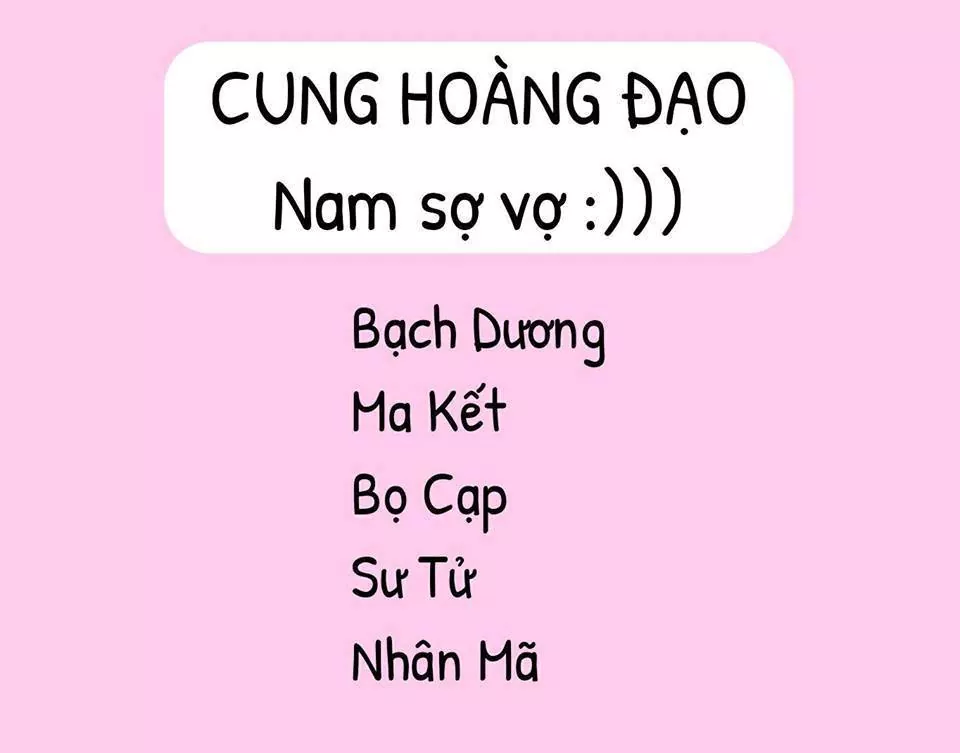 CUNG HOÀNG ĐẠO
Nam sợ vợ :)))
Bạch Dương
Ma Kết
Bọ Cạp
Sư Tử
Nhân Mã